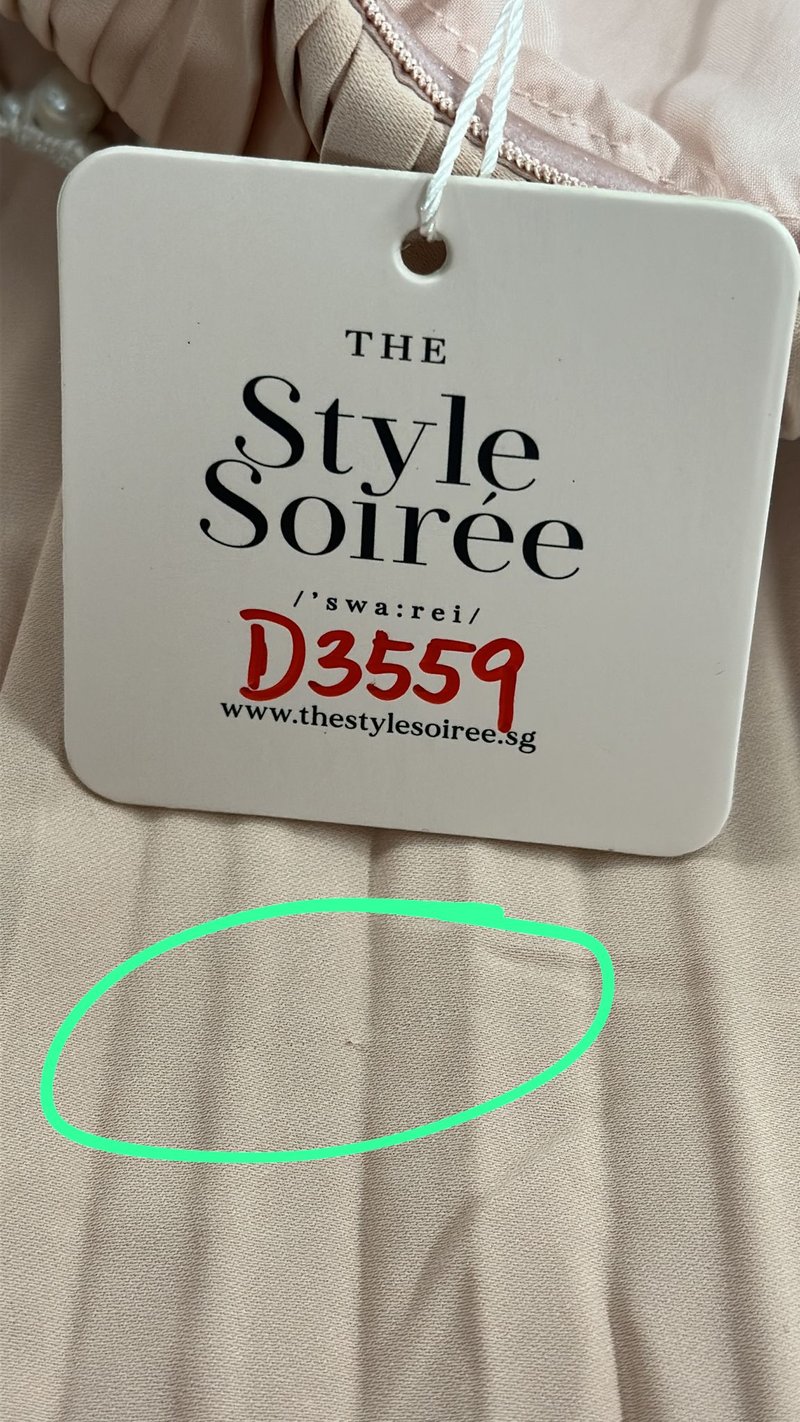 THE
Style
Soirée
/'swa:rei/
D3559
www.thestylesoiree.sg